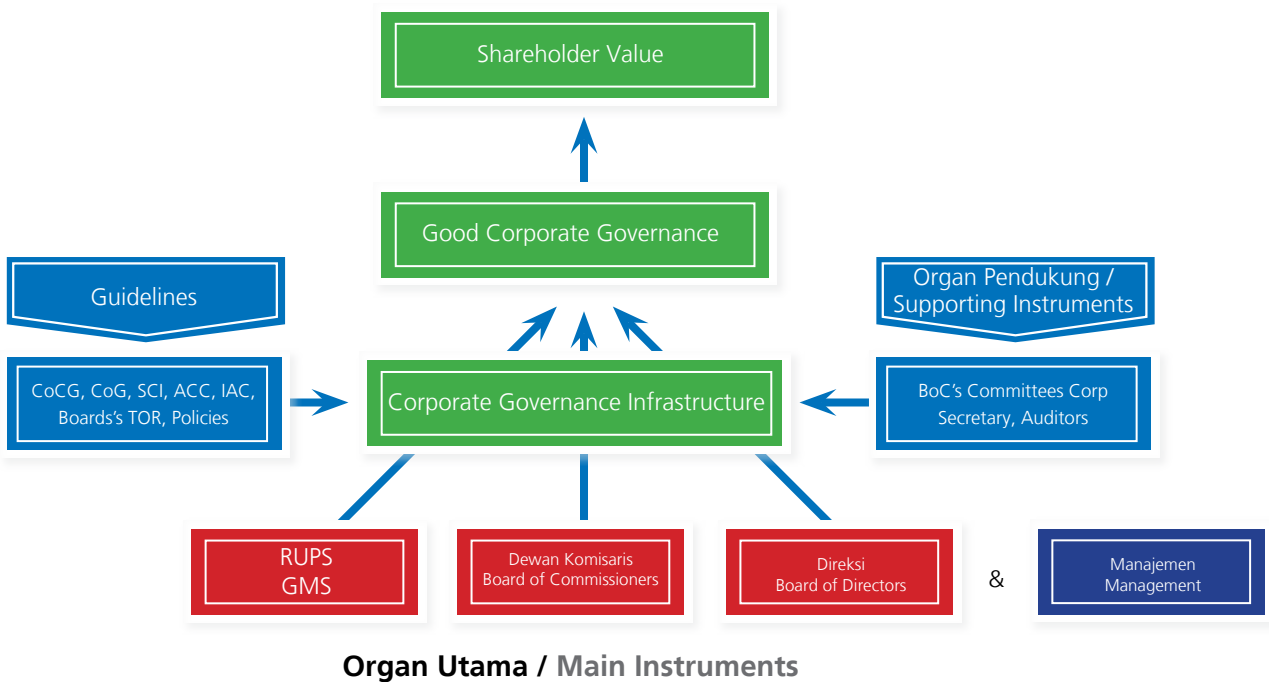 Shareholder Value
Good Corporate Governance
Guidelines
Organ Pendukung /
Supporting Instruments
CoCG, CoG, SCI, ACC, IAC,
Boards's TOR, Policies
Corporate Governance Infrastructure
BoC's Committees Corp
Secretary, Auditors
RUPS
GMS
Dewan Komisaris
Board of Commissioners
Direksi
Board of Directors
&
Manajemen
Management
Organ Utama / Main Instruments